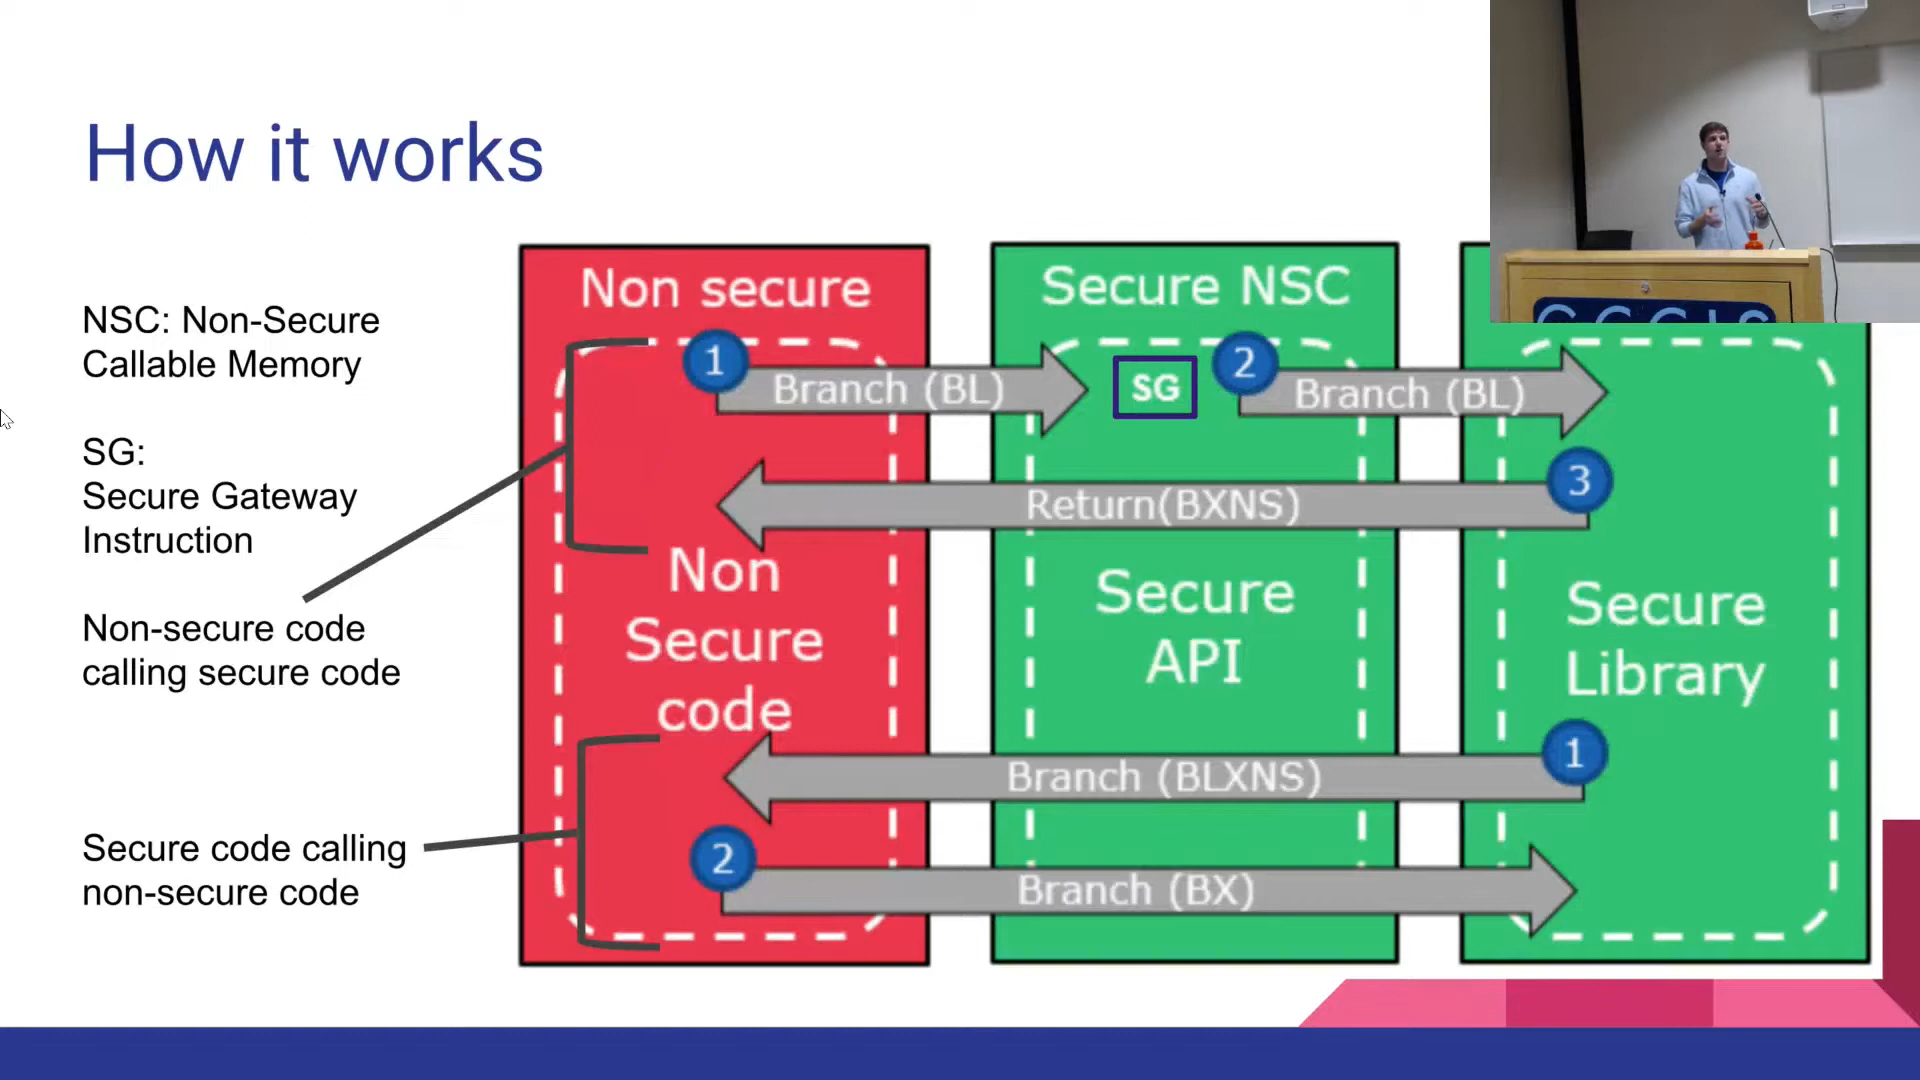 How it works
NSC: Non-Secure
Callable Memory
SG:
Secure Gateway
Instruction
Non-secure code
calling secure code
Secure code calling
non-secure code
Non secure
1
Branch (BL)
Non
Secure
code
2
Secure NSC
SG
2
Branch (BL)
Return(BXNS)
3
Secure
API
Secure
Library
Branch (BLXNS)
1
Branch (BX)